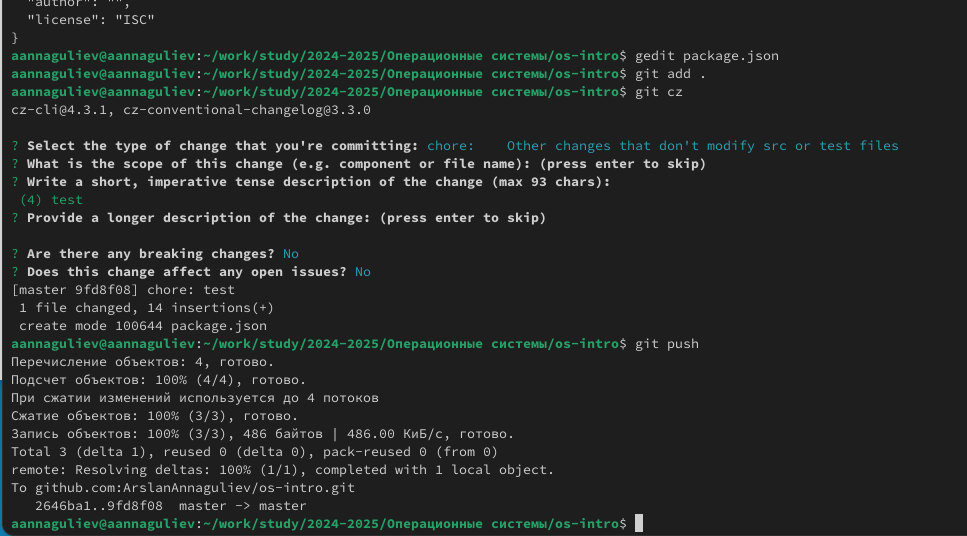 "author": "",
"license": "ISC"
}
aannaguliev@aannaguliev:~/work/study/2024-2025/Операционные системы/os-intro$ gedit package.json
aannaguliev@aannaguliev:~/work/study/2024-2025/Операционные системы/os-intro$ git add .
aannaguliev@aannaguliev:~/work/study/2024-2025/Операционные системы/os-intro$ git cz
cz-cli@4.3.1, cz-conventional-changelog@3.3.0
? Select the type of change that you're committing: chore:    Other changes that don't modify src or test files
? What is the scope of this change (e.g. component or file name): (press enter to skip)
? Write a short, imperative tense description of the change (max 93 chars):
(4) test
? Provide a longer description of the change: (press enter to skip)
? Are there any breaking changes? No
? Does this change affect any open issues? No
[master 9fd8f08] chore: test
1 file changed, 14 insertions(+)
create mode 100644 package.json
aannaguliev@aannaguliev:~/work/study/2024-2025/Операционные системы/os-intro$ git push
Перечисление объектов: 4, готово.
Подсчет объектов: 100% (4/4), готово.
При сжатии изменений используется до 4 потоков
Сжатие объектов: 100% (3/3), готово.
Запись объектов: 100% (3/3), 486 байтов | 486.00 КиБ/с, готово.
Total 3 (delta 1), reused 0 (delta 0), pack-reused 0 (from 0)
remote: Resolving deltas: 100% (1/1), completed with 1 local object.
To github.com:ArslanAnnaguliev/os-intro.git
2646ba1..9fd8f08  master -> master
aannaguliev@aannaguliev:~/work/study/2024-2025/Операционные системы/os-intro$